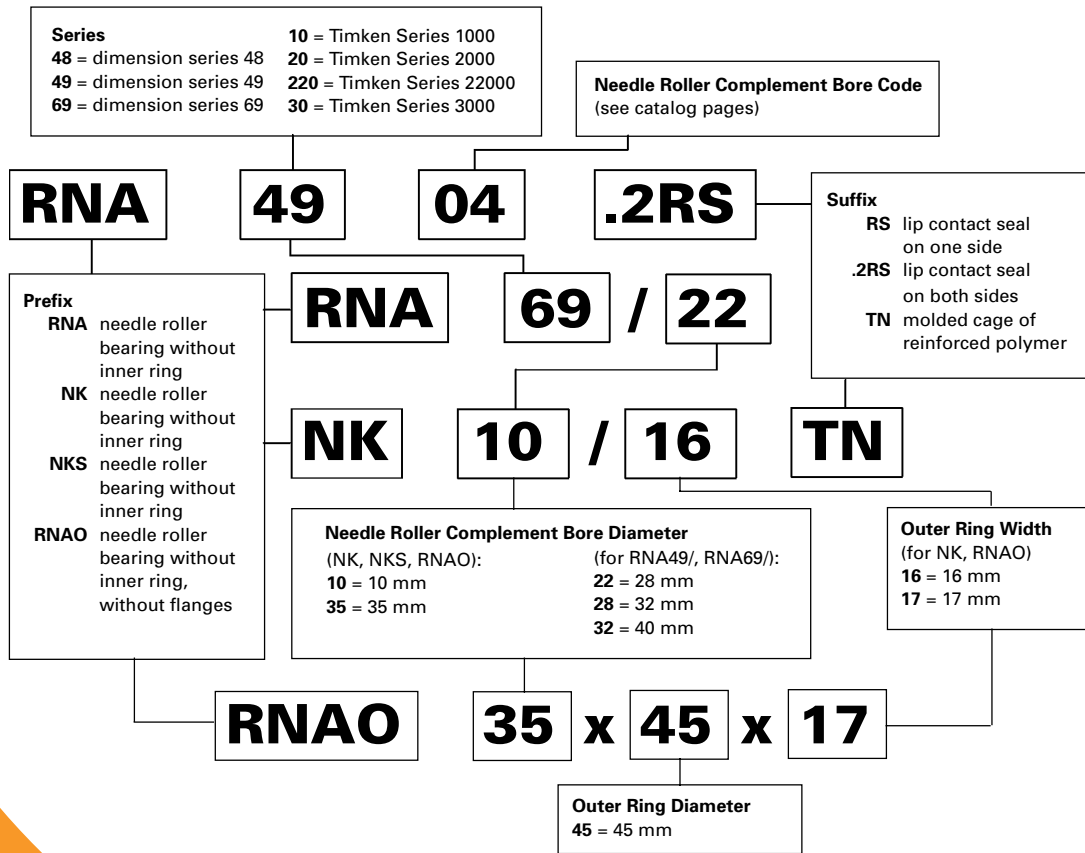 Series
48 = dimension series 48
49 = dimension series 49
69 = dimension series 69
10 = Timken Series 1000
20 = Timken Series 2000
220 = Timken Series 22000
30 = Timken Series 3000
Needle Roller Complement Bore Code
(see catalog pages)
RNA 49 04 .2RS
Suffix
RS lip contact seal
on one side
.2RS lip contact seal
on both sides
TN molded cage of
reinforced polymer
Prefix
RNA needle roller
bearing without
inner ring
NK needle roller
bearing without
inner ring
NKS needle roller
bearing without
inner ring
RNAO needle roller
bearing without
inner ring,
without flanges
RNA 69 / 22
NK 10 / 16 TN
Needle Roller Complement Bore Diameter
(NK, NKS, RNAO):
10 = 10 mm
35 = 35 mm
(for RNA49/, RNA69/):
22 = 28 mm
28 = 32 mm
32 = 40 mm
Outer Ring Width
(for NK, RNAO)
16 = 16 mm
17 = 17 mm
RNAO 35 x 45 x 17
Outer Ring Diameter
45 = 45 mm